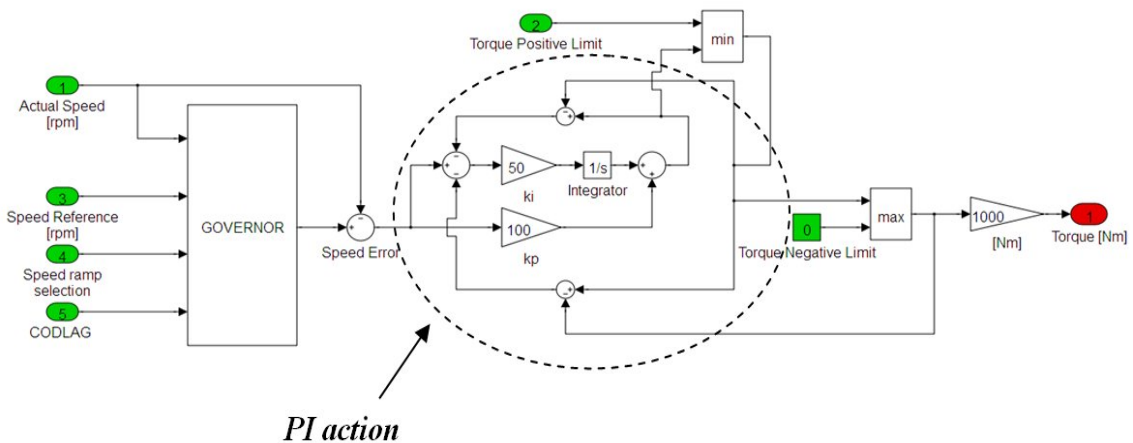 2
Torque Positive Limit
min
1
Actual Speed
[rpm]
3
Speed Reference
[rpm]
4
Speed ramp
selection
5
CODLAG
GOVERNOR
Speed Error
50
ki
1/s
Integrator
100
kp
0
Torque Negative Limit
max
1000
[Nm]
1
Torque [Nm]
PI action